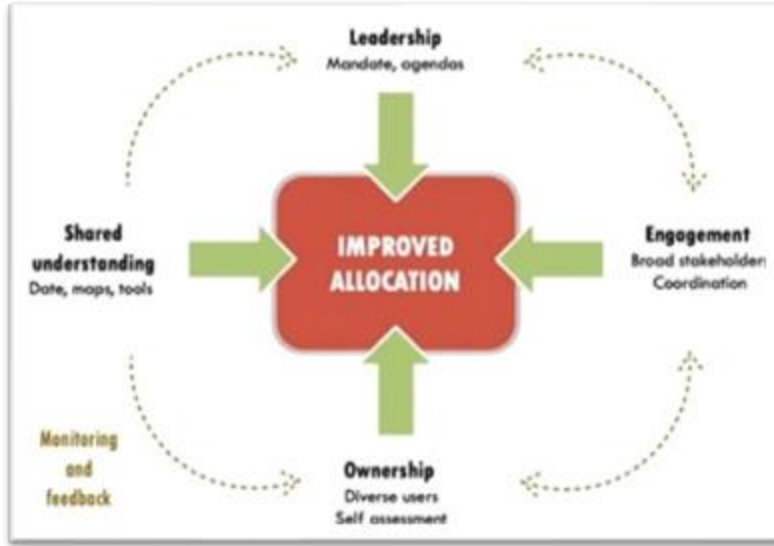 Leadership
Mandate, agendas
Shared
understanding
Date, maps, tools
IMPROVED
ALLOCATION
Engagement
Broad stakeholder
Coordination
Monitoring
and
feedback
Ownership
Diverse users
Self assessment